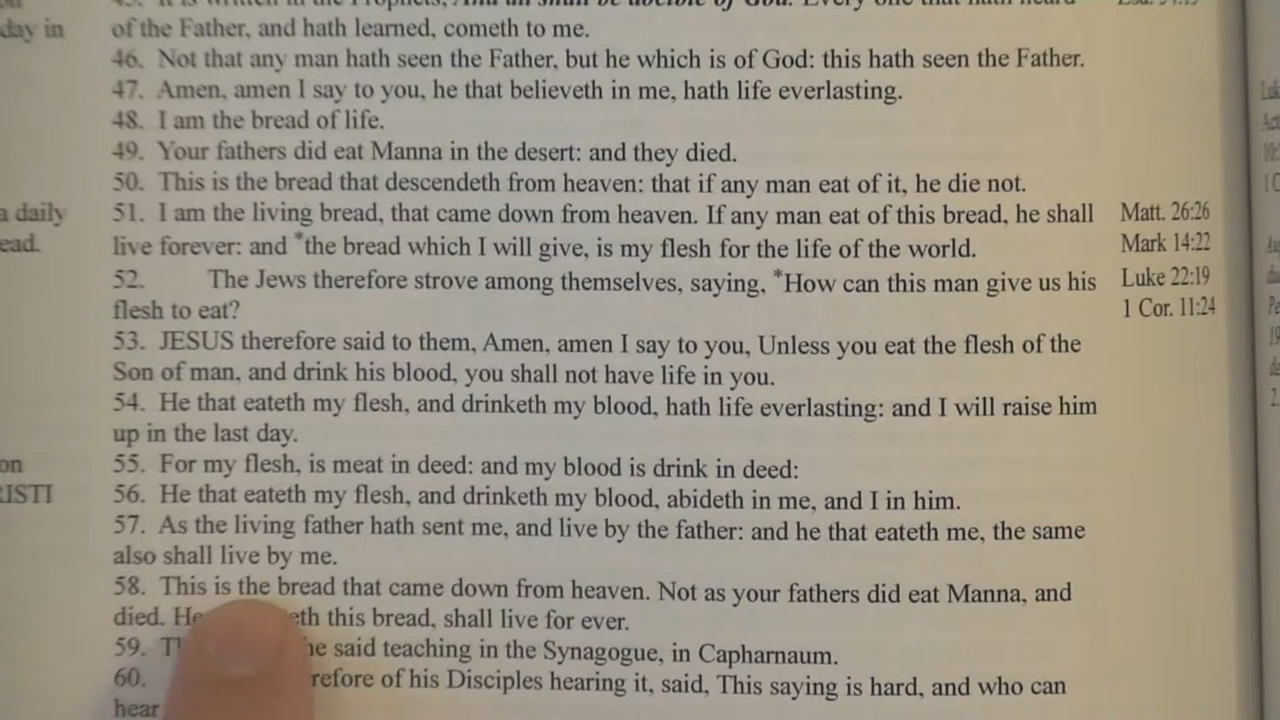 day in
a daily
ead.
on
RISTI
of the Father, and hath learned, cometh to me.
46. Not that any man hath seen the Father, but he which is of God: this hath seen the Father.
47. Amen, amen I say to you, he that believeth in me, hath life everlasting.
48. I am the bread of life.
49. Your fathers did eat Manna in the desert: and they died.
50. This is the bread that descendeth from heaven: that if any man eat of it, he die not.
51. I am the living bread, that came down from heaven. If any man eat of this bread, he shall
live forever: and *the bread which I will give, is my flesh for the life of the world.
52. The Jews therefore strove among themselves, saying, *How can this man give us his
flesh to eat?
53. JESUS therefore said to them, Amen, amen I say to you, Unless you eat the flesh of the
Son of man, and drink his blood, you shall not have life in you.
54. He that eateth my flesh, and drinketh my blood, hath life everlasting: and I will raise him
up in the last day.
55. For my flesh, is meat in deed: and my blood is drink in deed:
56. He that eateth my flesh, and drinketh my blood, abideth in me, and I in him.
57. As the living father hath sent me, and live by the father: and he that eateth me, the same
also shall live by me.
58. This is the bread that came down from heaven. Not as your fathers did eat Manna, and
died. He eth this bread, shall live for ever.
59. he said teaching in the Synagogue, in Capharnaum.
60. refore of his Disciples hearing it, said, This saying is hard, and who can
hear
Matt. 26:26
Mark 14:22
Luke 22:19
1 Cor. 11:24